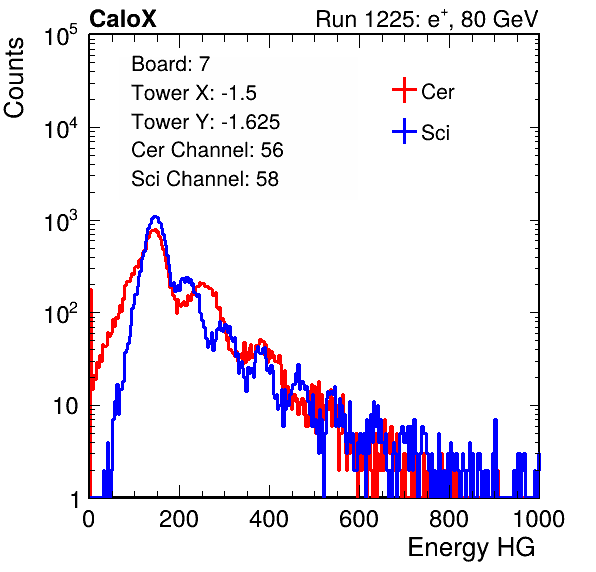 CaloX Run 1225: e⁺, 80 GeV
Counts
Board: 7
Tower X: -1.5
Tower Y: -1.625
Cer Channel: 56
Sci Channel: 58
Cer
Sci
10⁵
10⁴
10³
10²
10
1
0 200 400 600 800 1000
Energy HG